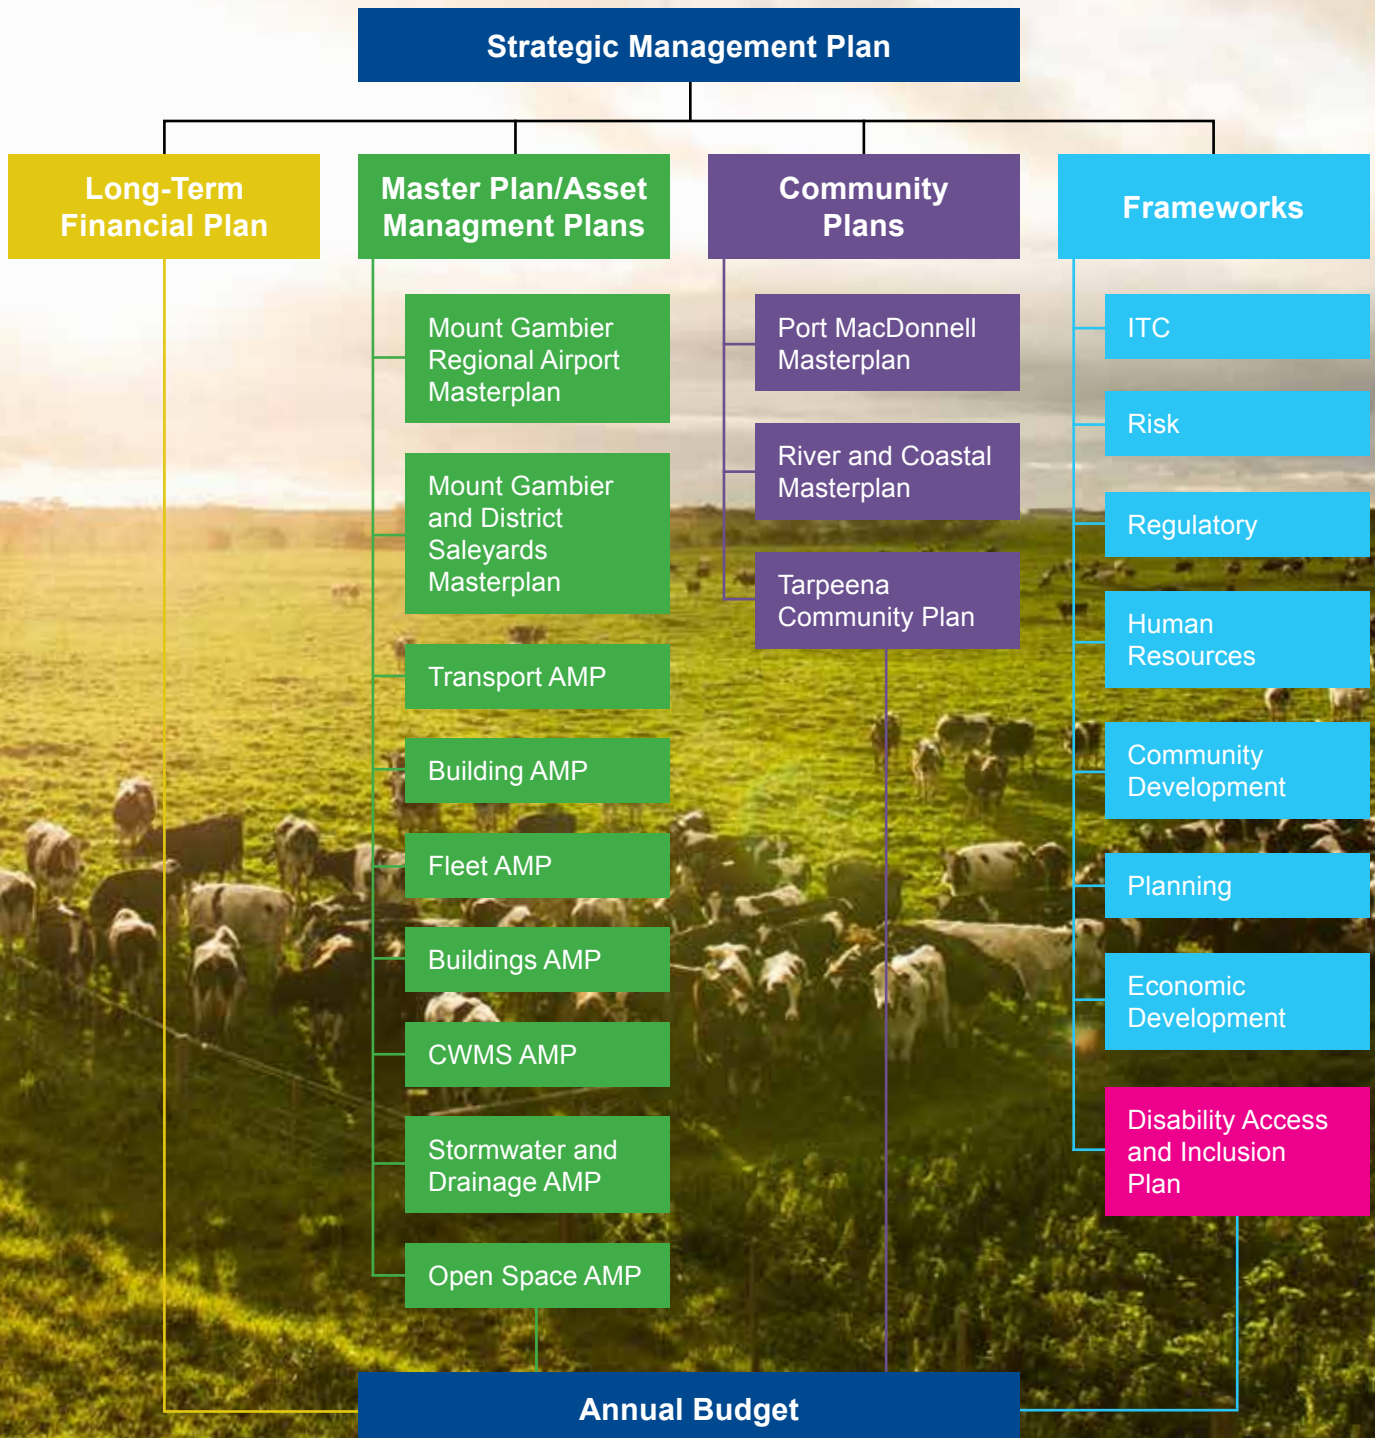 Strategic Management Plan
Long-Term
Financial Plan
Master Plan/Asset
Managment Plans
Mount Gambier
Regional Airport
Masterplan
Mount Gambier
and District
Saleyards
Masterplan
Transport AMP
Building AMP
Fleet AMP
Buildings AMP
CWMS AMP
Stormwater and
Drainage AMP
Open Space AMP
Community
Plans
Port MacDonnell
Masterplan
River and Coastal
Masterplan
Tarpeena
Community Plan
Frameworks
ITC
Risk
Regulatory
Human
Resources
Community
Development
Planning
Economic
Development
Disability Access
and Inclusion
Plan
Annual Budget